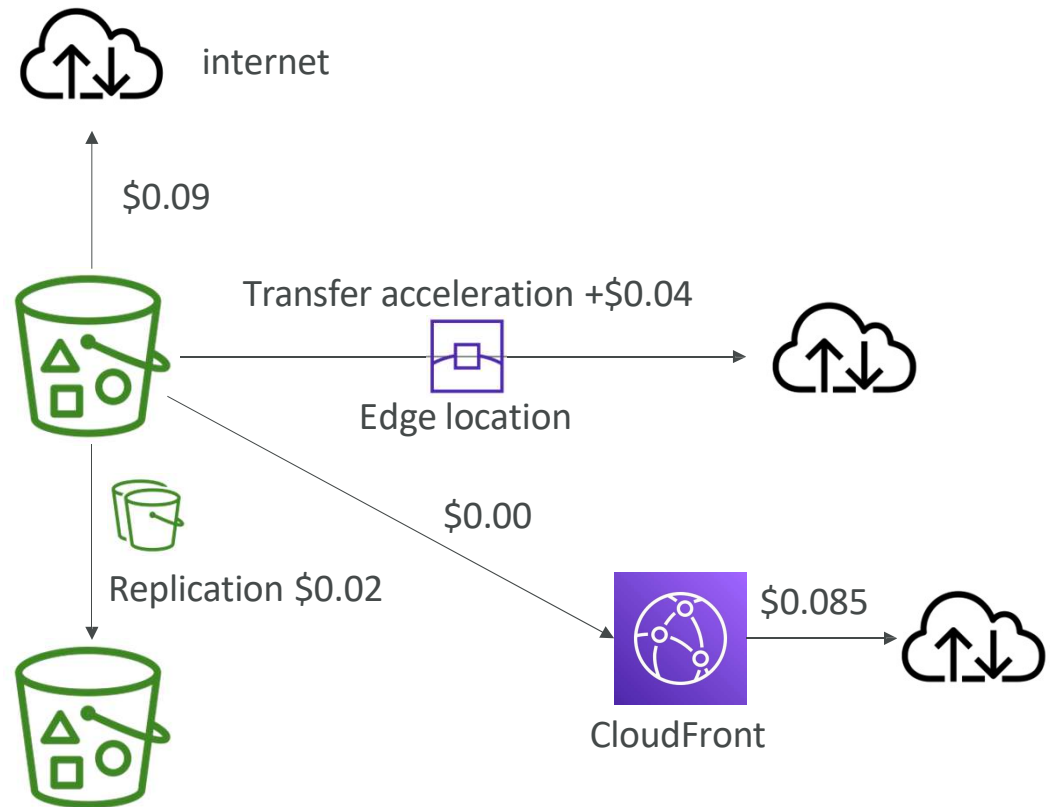 internet
$0.09
Transfer acceleration +$0.04
Edge location
$0.00
Replication $0.02
$0.085
CloudFront